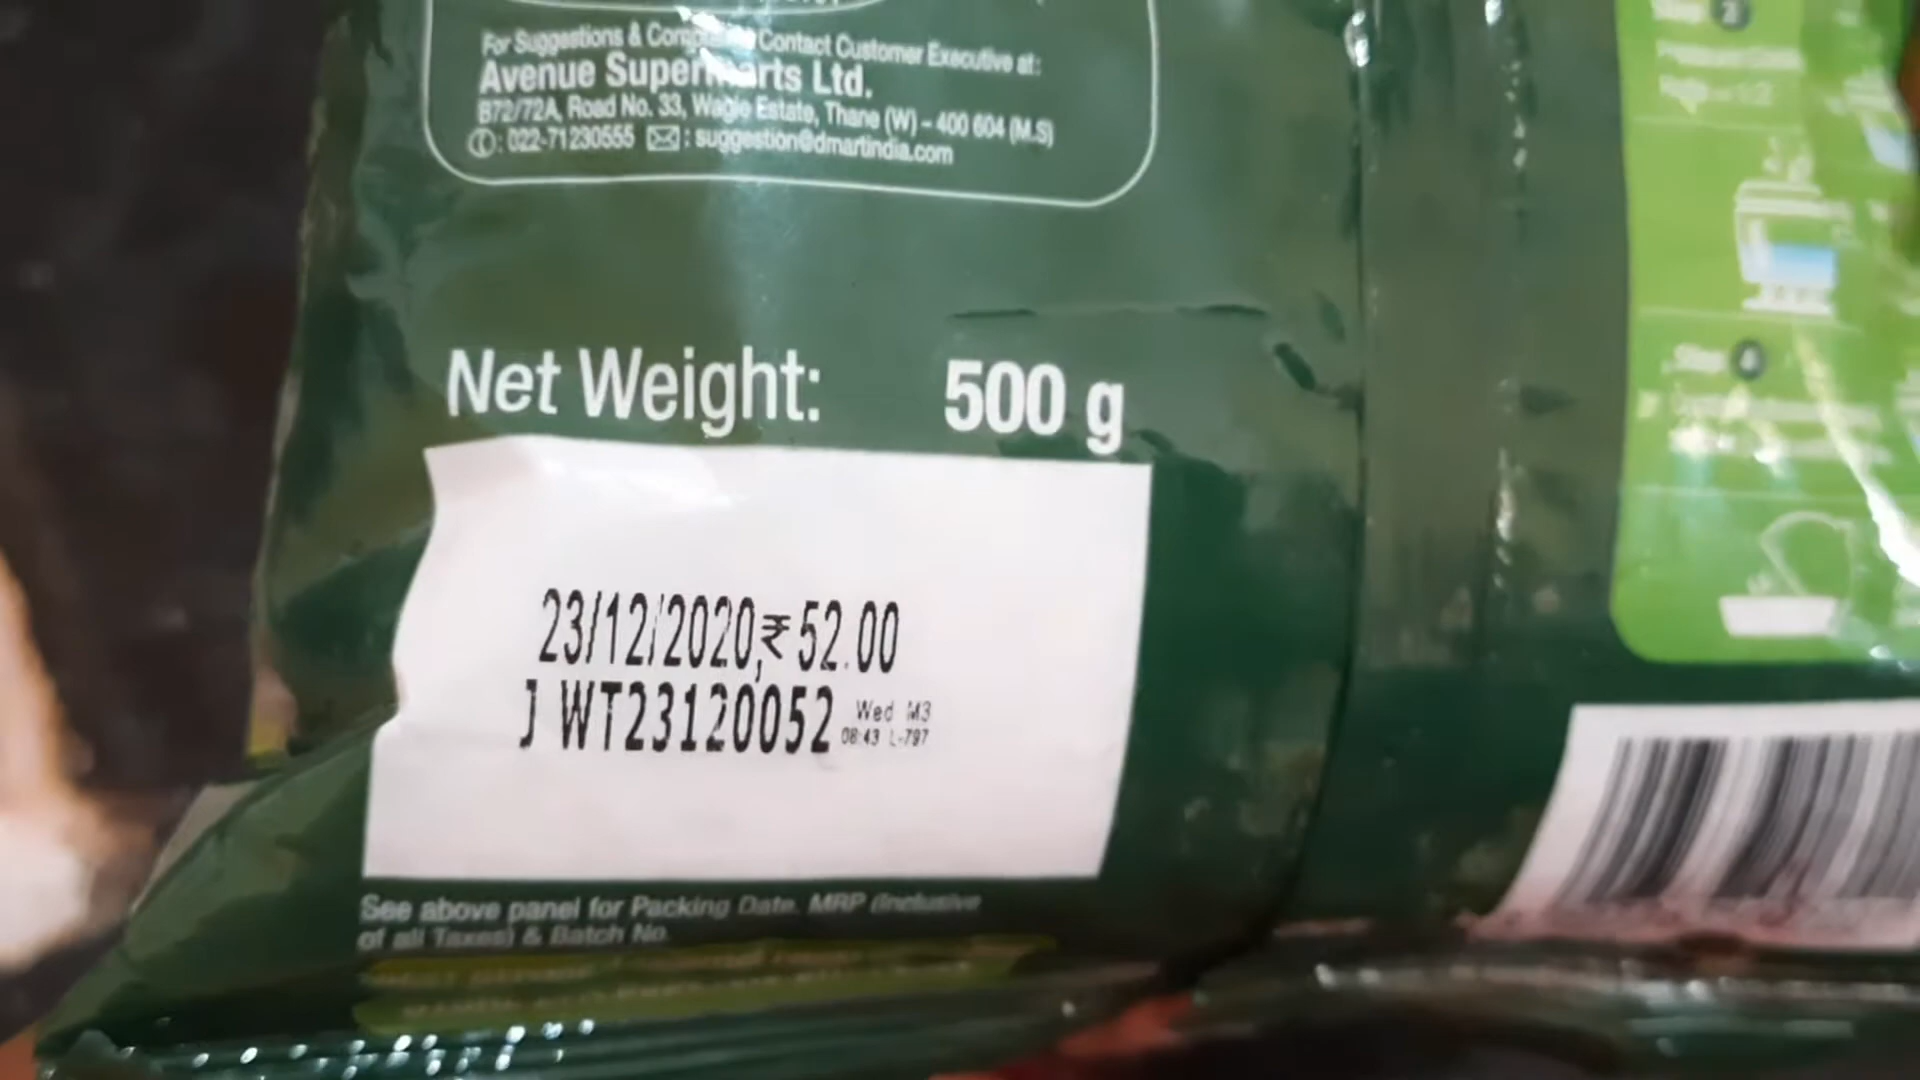 For Suggestions & Contact Customer Executive at:
Avenue Supermarts Ltd.
B72/72A, Road No. 33, Wagle Estate, Thane (W) - 400 604 (M.S)
: 022-71230555 : suggestion@dmartindia.com
Net Weight: 500 g
23/12/2020,₹52.00
J WT23120052
Wed M3
08:43 L-797
See above panel for Packing Date. MRP (Inclusive
of all Taxes) & Batch No.
2
4